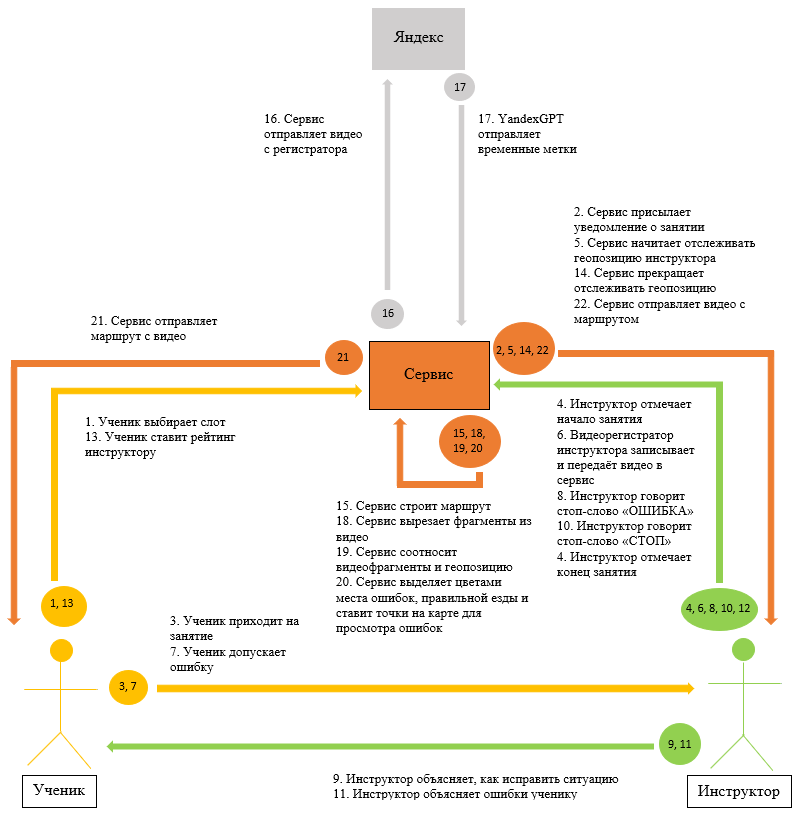 Яндекс
17
16. Сервис
отправляет видео
с регистратора
17. YandexGPT
отправляет
временные метки
2. Сервис присылает
уведомление о занятии
5. Сервис начитает отслеживать
геопозицию инструктора
14. Сервис прекращает
отслеживать геопозицию
22. Сервис отправляет видео с
маршрутом
16
21. Сервис отправляет
маршрут с видео
21
Сервис
2, 5, 14, 22
1. Ученик выбирает слот
13. Ученик ставит рейтинг
инструктору
15, 18,
19, 20
4. Инструктор отмечает
начало занятия
6. Видеорегистратор
инструктора записывает
и передаёт видео в
сервис
8. Инструктор говорит
стоп-слово «ОШИБКА»
10. Инструктор говорит
стоп-слово «СТОП»
4. Инструктор отмечает
конец занятия
15. Сервис строит маршрут
18. Сервис вырезает фрагменты из
видео
19. Сервис соотносит
видеофрагменты и геопозицию
20. Сервис выделяет цветами
места ошибок, правильной езды и
ставит точки на карте для
просмотра ошибок
1, 13
4, 6, 8, 10, 12
3. Ученик приходит на
занятие
7. Ученик допускает
ошибку
3, 7
9, 11
9. Инструктор объясняет, как исправить ситуацию
11. Инструктор объясняет ошибки ученику
Ученик
Инструктор